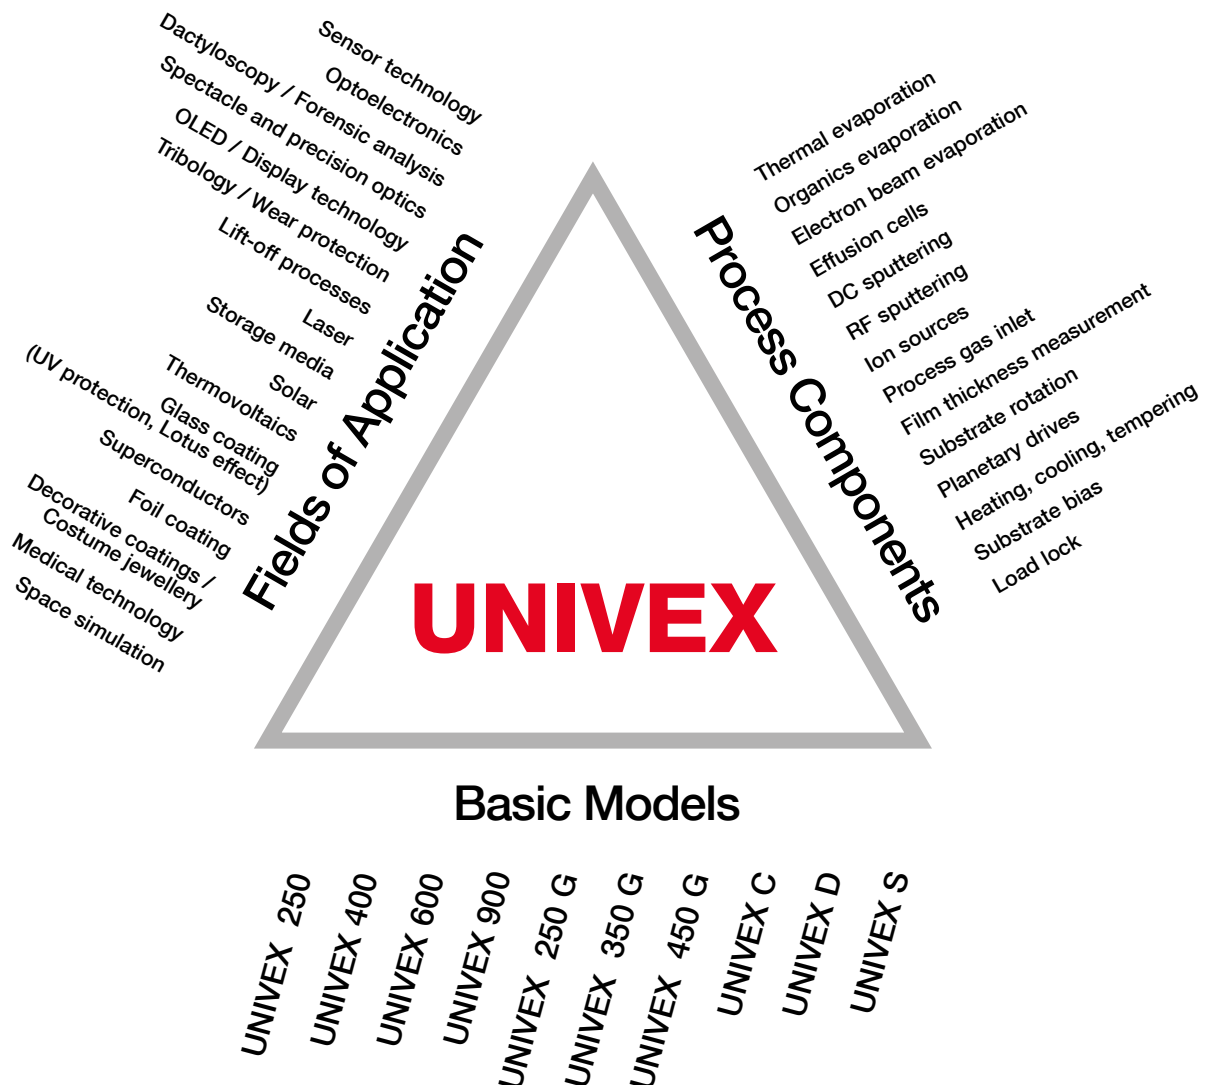 Sensor technology
Optoelectronics
Dactyloscopy / Forensic analysis
Spectacle and precision optics
OLED / Display technology
Tribology / Wear protection
Lift-off processes
Laser
Storage media
Solar
Thermovoltaics
Glass coating
(UV protection, Lotus effect)
Superconductors
Foil coating
Decorative coatings /
Costume jewellery
Medical technology
Space simulation
Fields of Application
Process Components
Thermal evaporation
Organics evaporation
Electron beam evaporation
Effusion cells
DC sputtering
RF sputtering
Ion sources
Process gas inlet
Film thickness measurement
Substrate rotation
Planetary drives
Heating, cooling, tempering
Substrate bias
Load lock
UNIVEX
Basic Models
UNIVEX 250
UNIVEX 400
UNIVEX 600
UNIVEX 900
UNIVEX 250 G
UNIVEX 350 G
UNIVEX 450 G
UNIVEX C
UNIVEX D
UNIVEX S